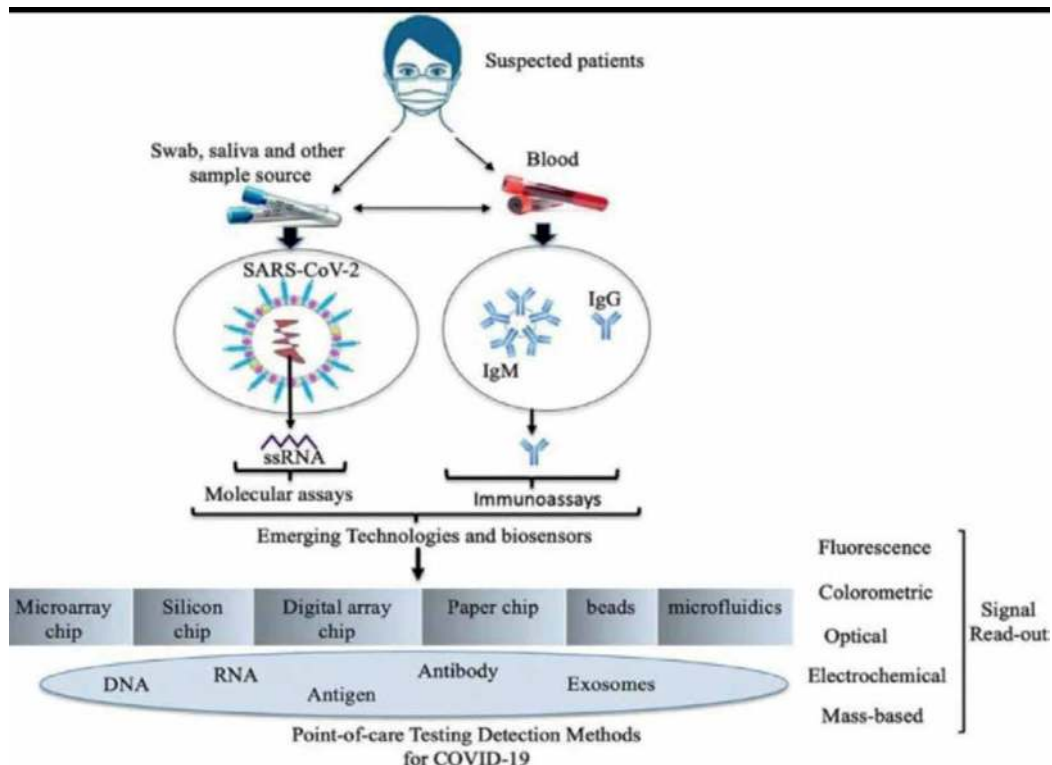 Suspected patients
Swab, saliva and other
sample source
Blood
SARS-CoV-2
IgG
IgM
ssRNA
Molecular assays
Immunoassays
Emerging Technologies and biosensors
Microarray
chip
Silicon
chip
Digital array
chip
Paper chip
beads
microfluidics
DNA
RNA
Antigen
Antibody
Exosomes
Point-of-care Testing Detection Methods
for COVID-19
Fluorescence
Colorometric
Optical
Electrochemical
Mass-based
Signal
Read-out